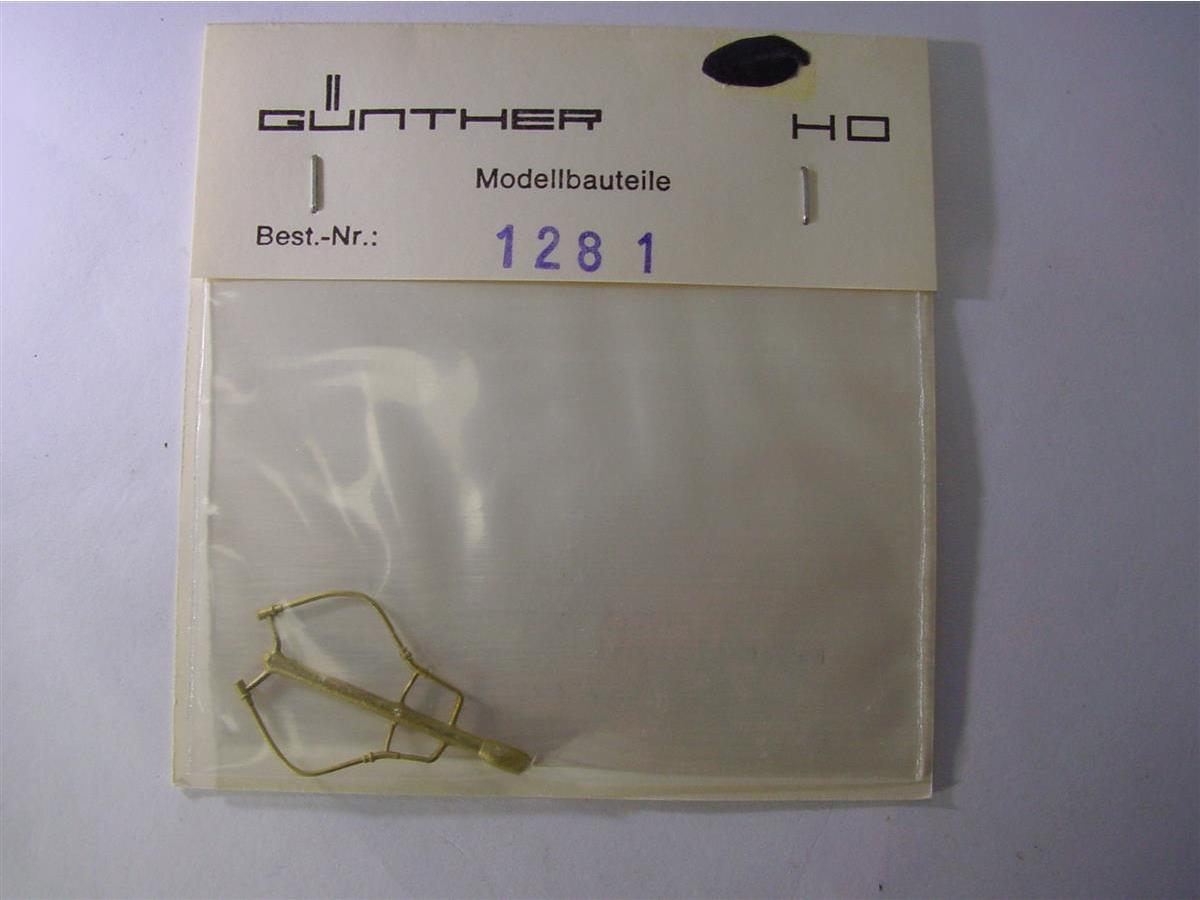 GÜNTHER HO
Modellbauteile
Best.-Nr.: 1281